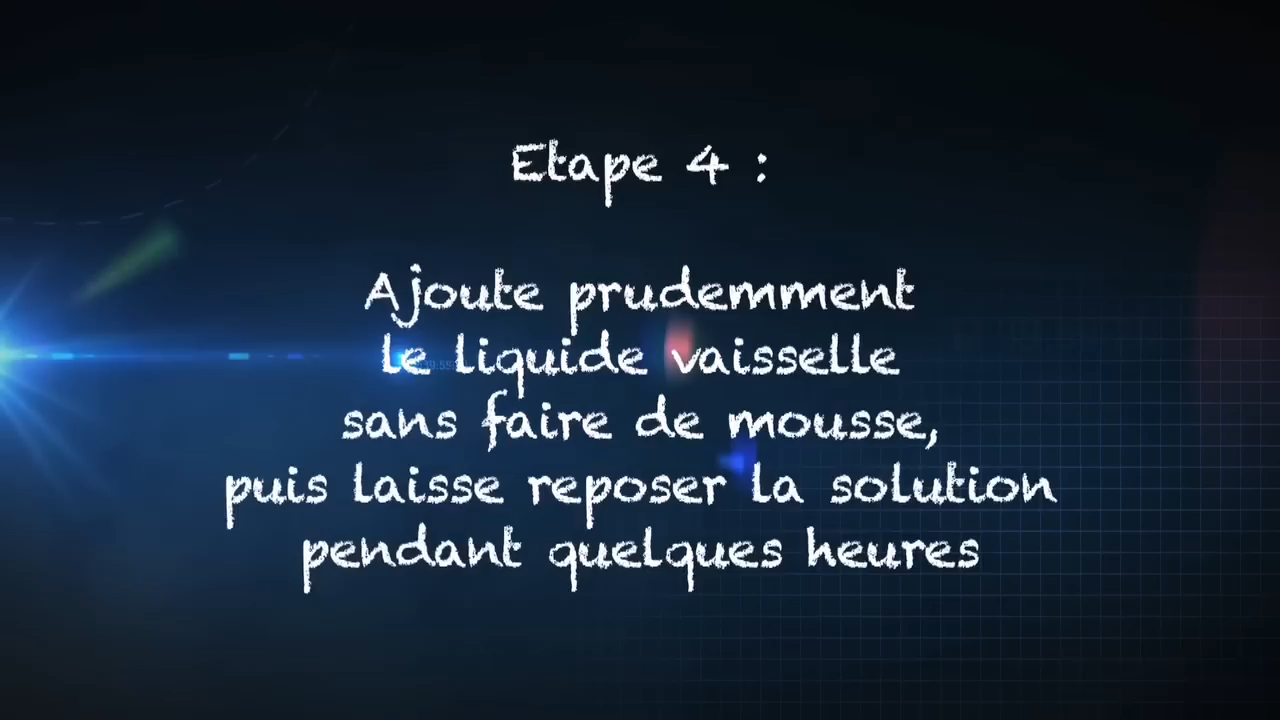 Etape 4 :
Ajoute prudemment
le liquide vaisselle
sans faire de mousse,
puis laisse reposer la solution
pendant quelques heures